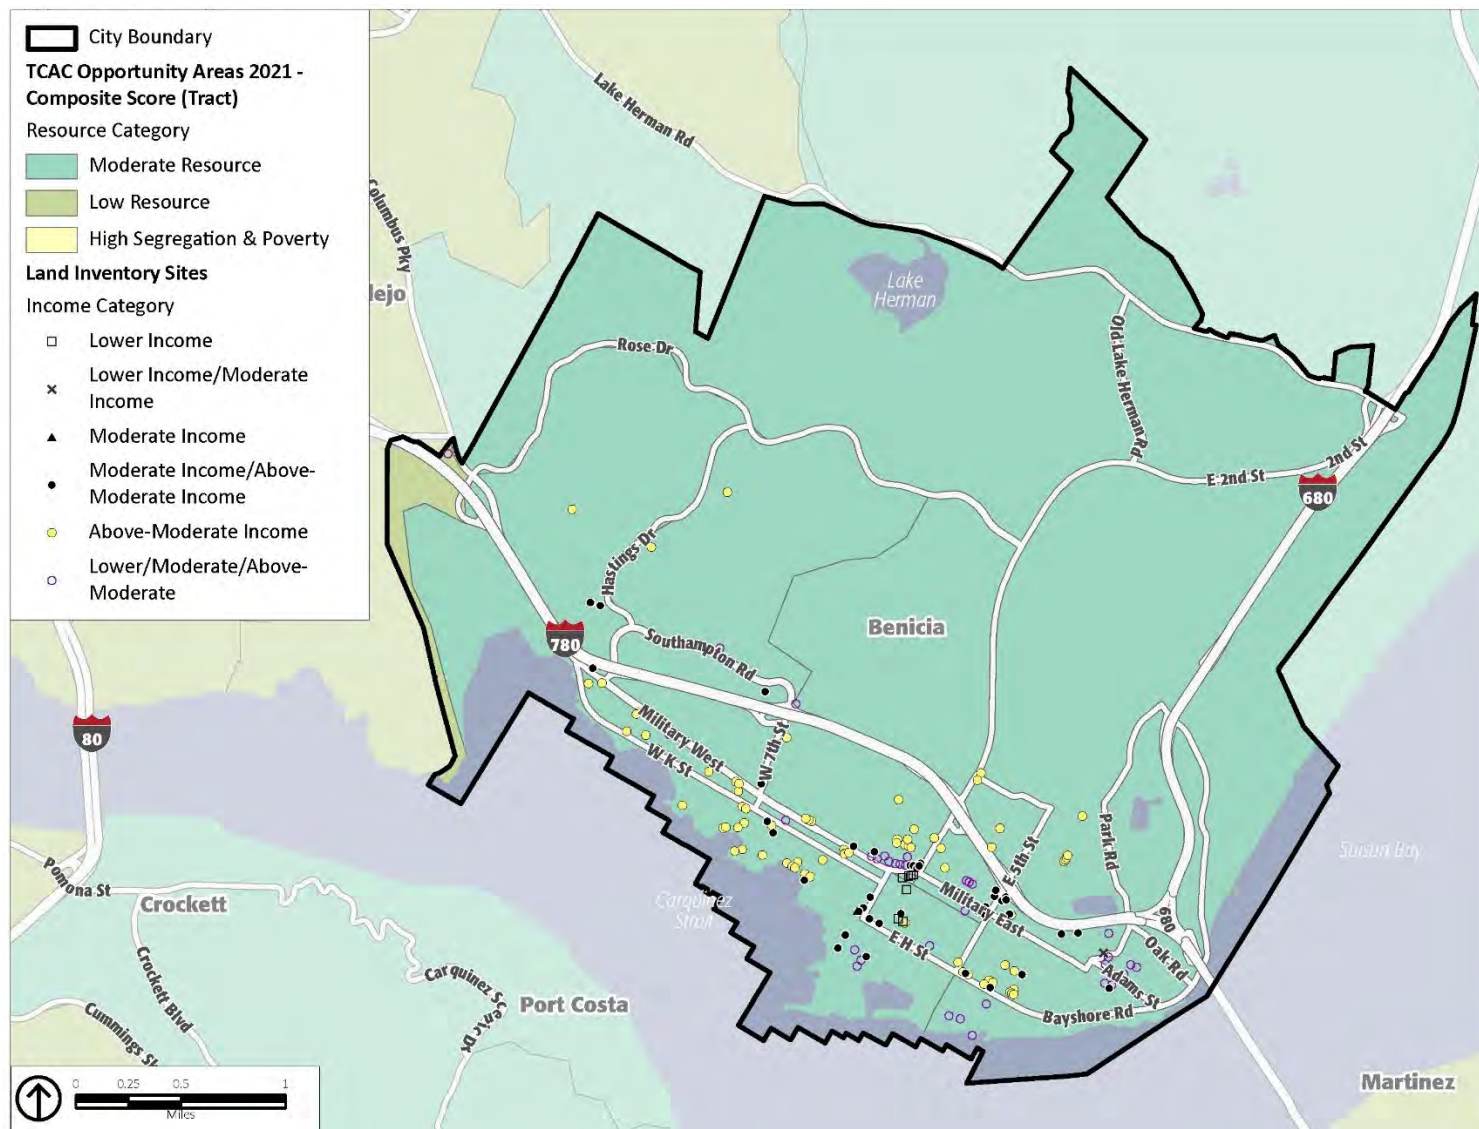 City Boundary
TCAC Opportunity Areas 2021 -
Composite Score (Tract)
Resource Category
Moderate Resource
Low Resource
High Segregation & Poverty
Land Inventory Sites
Income Category
Lower Income
Lower Income/Moderate
Income
Moderate Income
Moderate Income/Above-
Moderate Income
Above-Moderate Income
Lower/Moderate/Above-
Moderate
Lake Herman Rd
Columbus Pky
lejo
Lake
Herman
Rose Dr
Old Lake Herman Rd
E 2nd St
2nd St
680
Hastings Dr
780
Southampton Rd
Benicia
80
Military West
W K St
W 7th St
E 5th St
Park Rd
Suisun Bay
Pomona St
Crockett
Carquinez
Strait
Military East
680
E H St
Oak Rd
Adams St
Bayshore Rd
Crockett Blvd
Carquinez Scenic Dr
Port Costa
Cummings Sk
Martinez
0 0.25 0.5 1
Miles